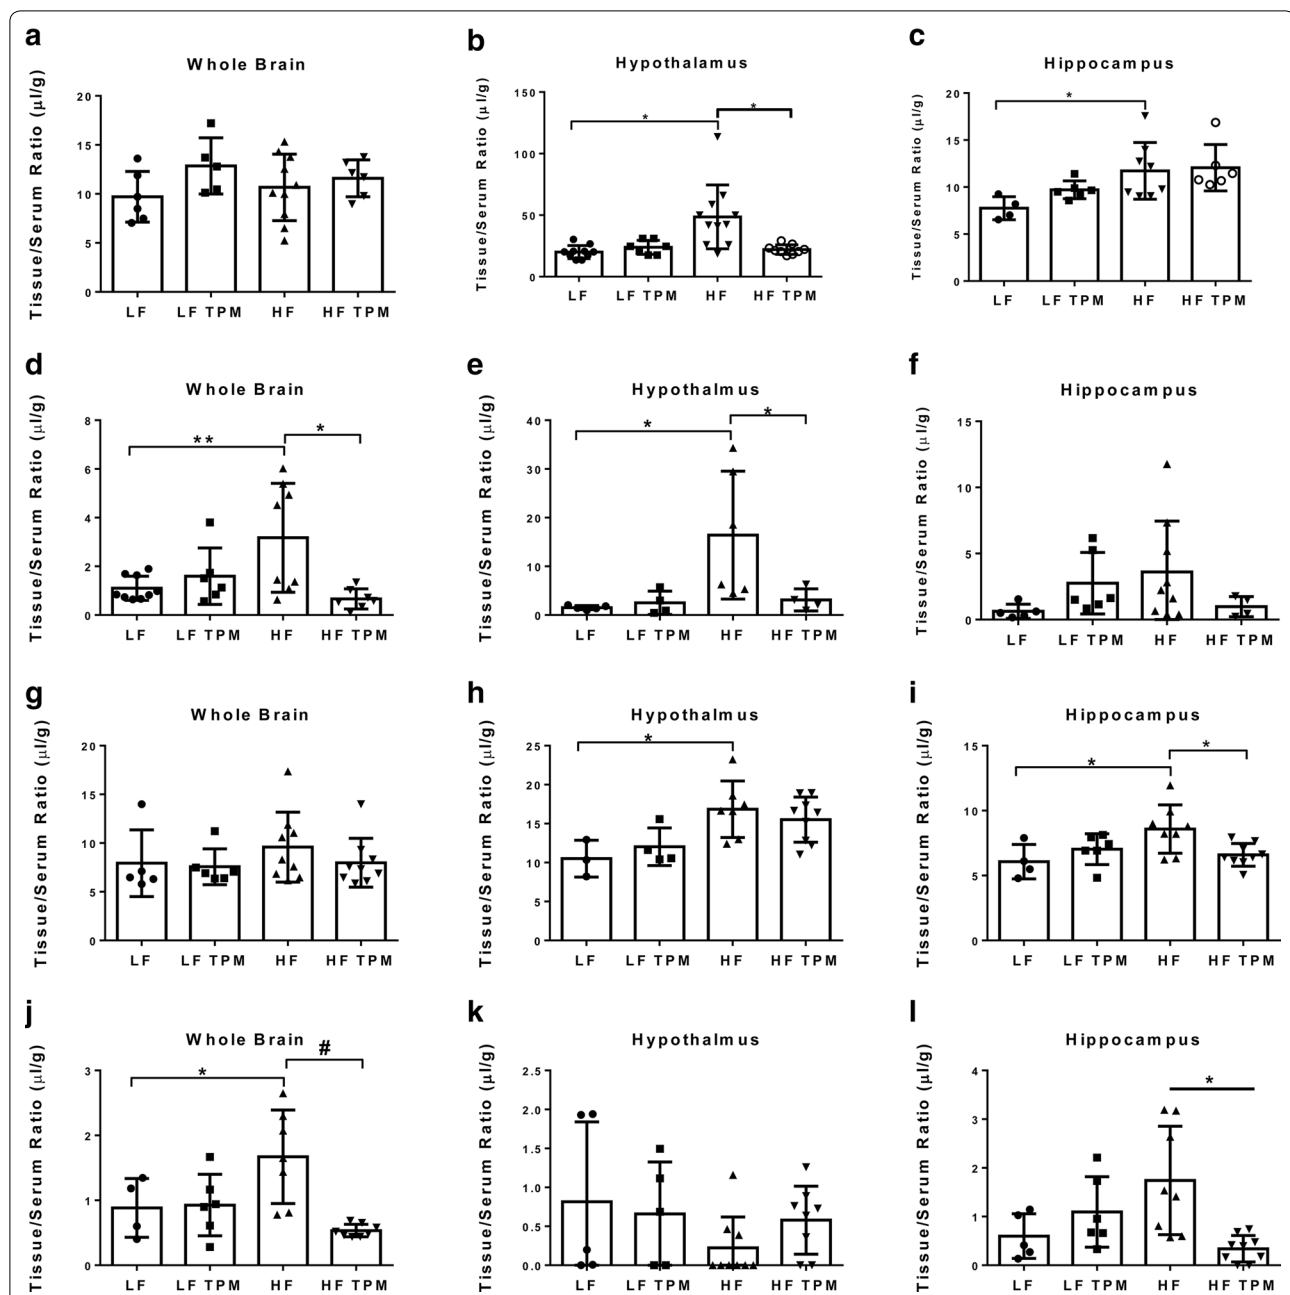 a
Whole Brain
Tissue/Serum Ratio (µl/g)
20
15
10
5
0
LF LF TPM HF HF TPM
b
Hypothalamus
Tissue/Serum Ratio (µl/g)
150
100
50
0
* *
LF LF TPM HF HF TPM
c
Hippocampus
Tissue/Serum Ratio (µl/g)
20
15
10
5
0
*
LF LF TPM HF HF TPM
d
Whole Brain
Tissue/Serum Ratio (µl/g)
8
6
4
2
0
** *
LF LF TPM HF HF TPM
e
Hypothalmus
Tissue/Serum Ratio (µl/g)
40
30
20
10
0
* *
LF LF TPM HF HF TPM
f
Hippocampus
Tissue/Serum Ratio (µl/g)
15
10
5
0
LF LF TPM HF HF TPM
g
Whole Brain
Tissue/Serum Ratio (µl/g)
20
15
10
5
0
LF LF TPM HF HF TPM
h
Hypothalmus
Tissue/Serum Ratio (µl/g)
25
20
15
10
5
0
*
LF LF TPM HF HF TPM
i
Hippocampus
Tissue/Serum Ratio (µl/g)
15
10
5
0
* *
LF LF TPM HF HF TPM
j
Whole Brain
Tissue/Serum Ratio (µl/g)
3
2
1
0
* #
LF LF TPM HF HF TPM
k
Hypothalmus
Tissue/Serum Ratio (µl/g)
2.5
2.0
1.5
1.0
0.5
0.0
LF LF TPM HF HF TPM
l
Hippocampus
Tissue/Serum Ratio (µl/g)
4
3
2
1
0
*
LF LF TPM HF HF TPM